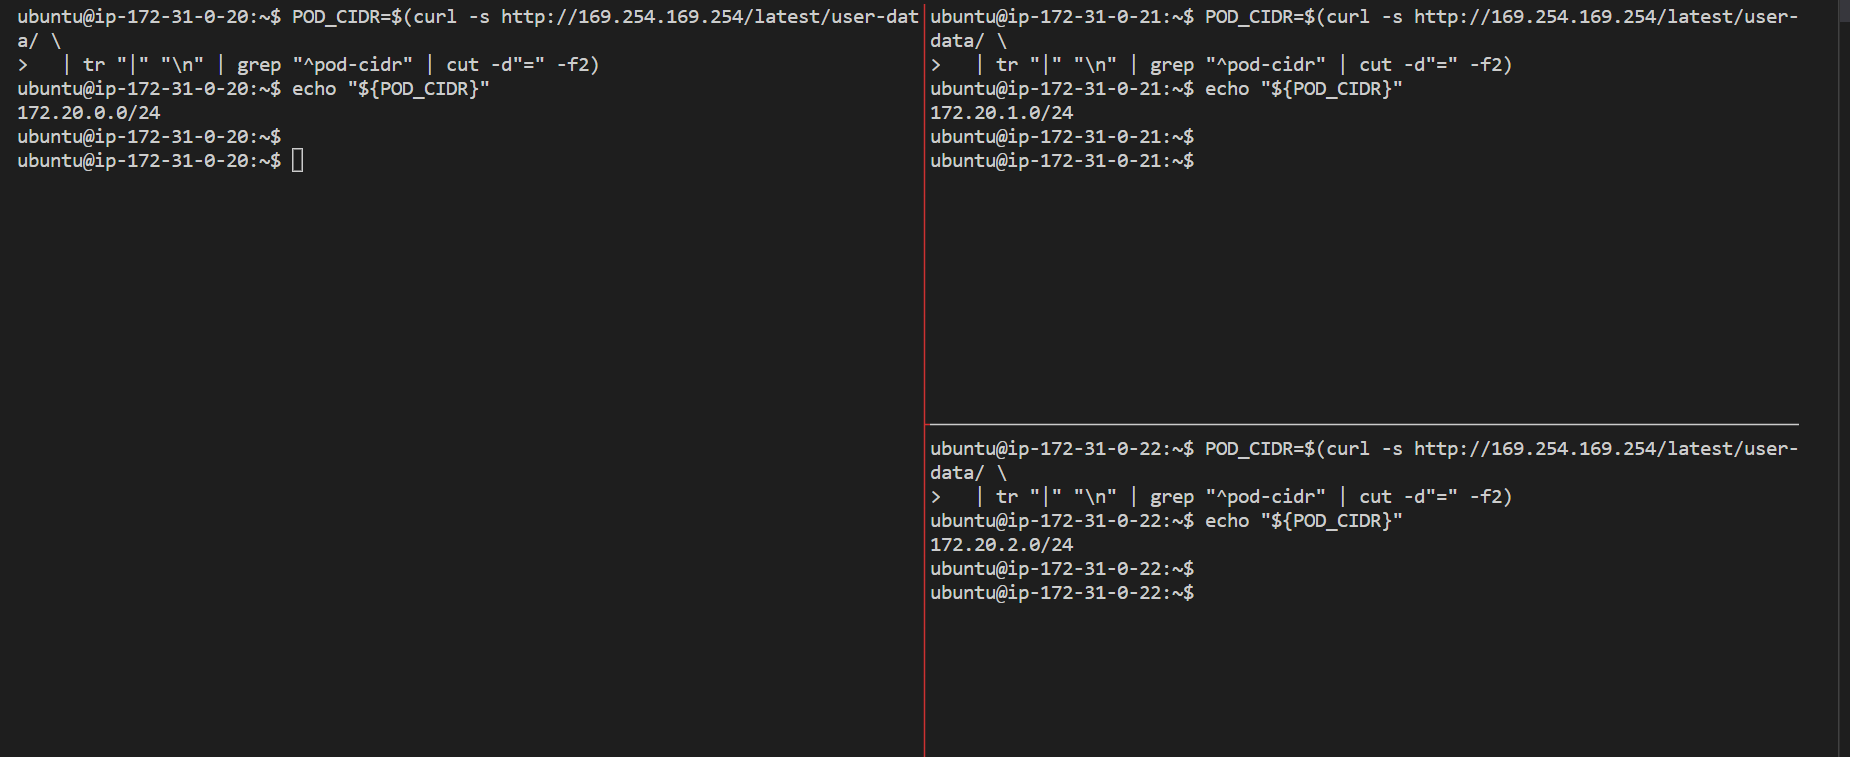 ubuntu@ip-172-31-0-20:~$ POD_CIDR=$(curl -s http://169.254.169.254/latest/user-dat
a/ \
>   | tr "|" "\n" | grep "^pod-cidr" | cut -d"=" -f2)
ubuntu@ip-172-31-0-20:~$ echo "${POD_CIDR}"
172.20.0.0/24
ubuntu@ip-172-31-0-20:~$
ubuntu@ip-172-31-0-20:~$
ubuntu@ip-172-31-0-21:~$ POD_CIDR=$(curl -s http://169.254.169.254/latest/user-
data/ \
>   | tr "|" "\n" | grep "^pod-cidr" | cut -d"=" -f2)
ubuntu@ip-172-31-0-21:~$ echo "${POD_CIDR}"
172.20.1.0/24
ubuntu@ip-172-31-0-21:~$
ubuntu@ip-172-31-0-21:~$
ubuntu@ip-172-31-0-22:~$ POD_CIDR=$(curl -s http://169.254.169.254/latest/user-
data/ \
>   | tr "|" "\n" | grep "^pod-cidr" | cut -d"=" -f2)
ubuntu@ip-172-31-0-22:~$ echo "${POD_CIDR}"
172.20.2.0/24
ubuntu@ip-172-31-0-22:~$
ubuntu@ip-172-31-0-22:~$